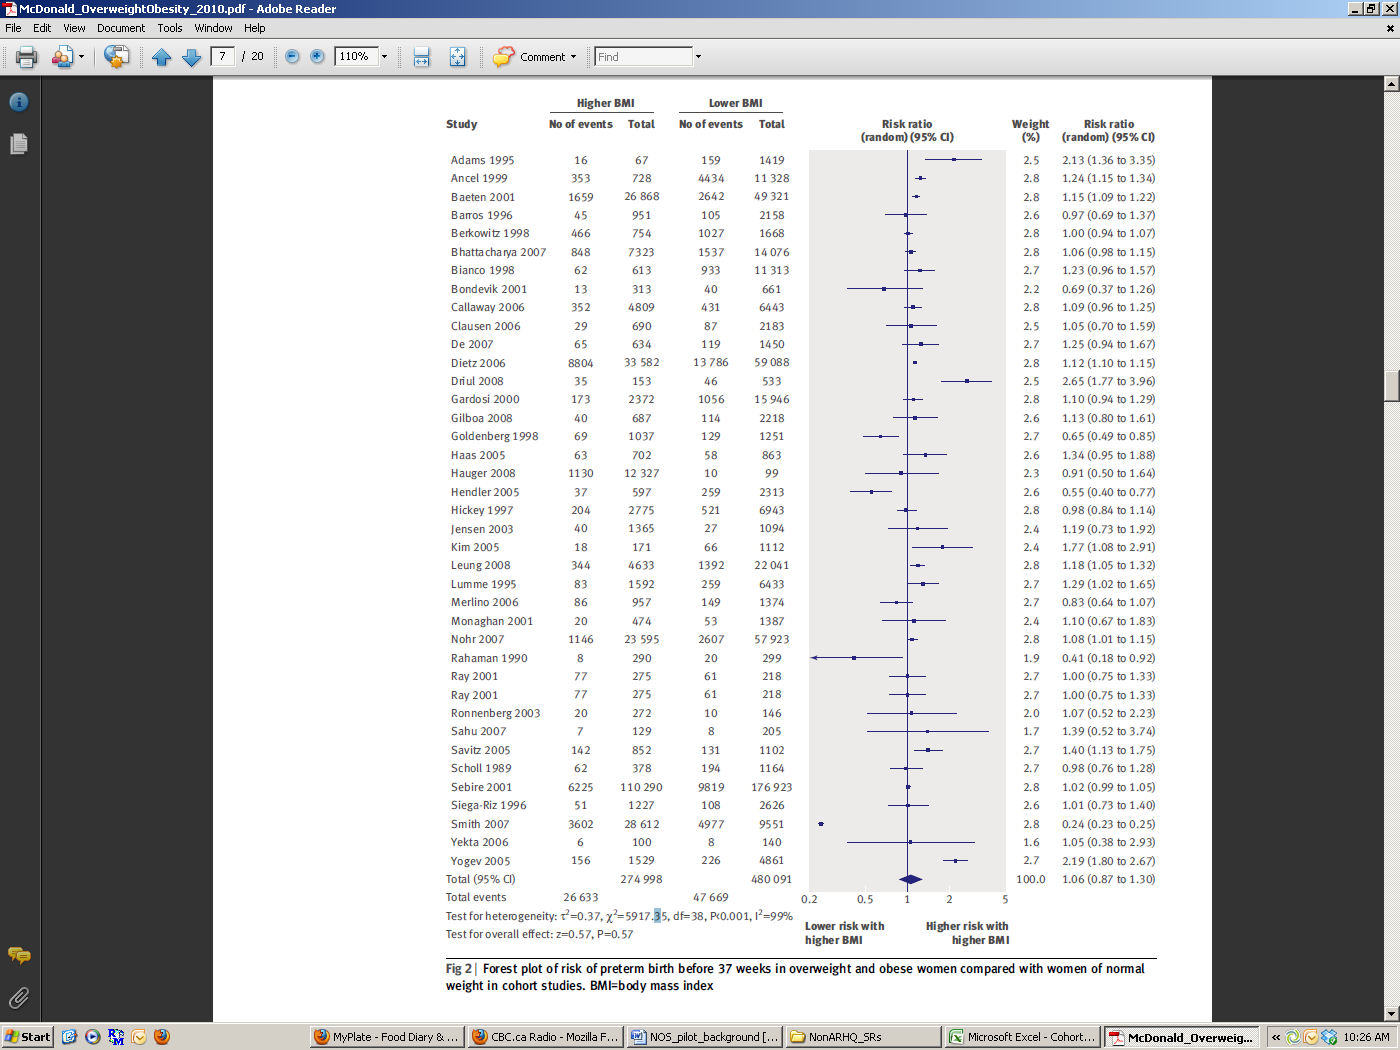 McDonald_OverweightObesity_2010.pdf - Adobe Reader
File Edit View Document Tools Window Help
7 / 20 110% Comment Find
Higher BMI Lower BMI
Study No of events Total No of events Total Risk ratio Weight Risk ratio
(random) (95% CI) (%) (random) (95% CI)
Adams 1995 16 67 159 1419 2.5 2.13 (1.36 to 3.35)
Ancel 1999 353 728 4434 11 328 2.8 1.24 (1.15 to 1.34)
Baeten 2001 1659 26 868 2642 49 321 2.8 1.15 (1.09 to 1.22)
Barros 1996 45 951 105 2158 2.6 0.97 (0.69 to 1.37)
Berkowitz 1998 466 754 1027 1668 2.8 1.00 (0.94 to 1.07)
Bhattacharya 2007 848 7323 1537 14 076 2.8 1.06 (0.98 to 1.15)
Bianco 1998 62 613 933 11 313 2.7 1.23 (0.96 to 1.57)
Bondevik 2001 13 313 40 661 2.2 0.69 (0.37 to 1.26)
Callaway 2006 352 4809 431 6443 2.8 1.09 (0.96 to 1.25)
Clausen 2006 29 690 87 2183 2.5 1.05 (0.70 to 1.59)
De 2007 65 634 119 1450 2.7 1.25 (0.94 to 1.67)
Dietz 2006 8804 33 582 13 786 59 088 2.8 1.12 (1.10 to 1.15)
Driul 2008 35 153 46 533 2.5 2.65 (1.77 to 3.96)
Gardosi 2000 173 2372 1056 15 946 2.8 1.10 (0.94 to 1.29)
Gilboa 2008 40 687 114 2218 2.6 1.13 (0.80 to 1.61)
Goldenberg 1998 69 1037 129 1251 2.7 0.65 (0.49 to 0.85)
Haas 2005 63 702 58 863 2.6 1.34 (0.95 to 1.88)
Hauger 2008 1130 12 327 10 99 2.3 0.91 (0.50 to 1.64)
Hendler 2005 37 597 259 2313 2.6 0.55 (0.40 to 0.77)
Hickey 1997 204 2775 521 6943 2.8 0.98 (0.84 to 1.14)
Jensen 2003 40 1365 27 1094 2.4 1.19 (0.73 to 1.92)
Kim 2005 18 171 66 1112 2.4 1.77 (1.08 to 2.91)
Leung 2008 344 4633 1392 22 041 2.8 1.18 (1.05 to 1.32)
Lumme 1995 83 1592 259 6433 2.7 1.29 (1.02 to 1.65)
Merlino 2006 86 957 149 1374 2.7 0.83 (0.64 to 1.07)
Monaghan 2001 20 474 53 1387 2.4 1.10 (0.67 to 1.83)
Nohr 2007 1146 23 595 2607 57 923 2.8 1.08 (1.01 to 1.15)
Rahaman 1990 8 290 20 299 1.9 0.41 (0.18 to 0.92)
Ray 2001 77 275 61 218 2.7 1.00 (0.75 to 1.33)
Ray 2001 77 275 61 218 2.7 1.00 (0.75 to 1.33)
Ronnenberg 2003 20 272 10 146 2.0 1.07 (0.52 to 2.23)
Sahu 2007 7 129 8 205 1.7 1.39 (0.52 to 3.74)
Savitz 2005 142 852 131 1102 2.7 1.40 (1.13 to 1.75)
Scholl 1989 62 378 194 1164 2.7 0.98 (0.76 to 1.28)
Sebire 2001 6225 110 290 9819 176 923 2.8 1.02 (0.99 to 1.05)
Siega-Riz 1996 51 1227 108 2626 2.6 1.01 (0.73 to 1.40)
Smith 2007 3602 28 612 4977 9551 2.8 0.24 (0.23 to 0.25)
Yekta 2006 6 100 8 140 1.6 1.05 (0.38 to 2.93)
Yogev 2005 156 1529 226 4861 2.7 2.19 (1.80 to 2.67)
Total (95% CI) 274 998 480 091 100.0 1.06 (0.87 to 1.30)
Total events 26 633 47 669 0.2 0.5 1 2 5
Test for heterogeneity: τ²=0.37, χ²=5917.35, df=38, P<0.001, I²=99%
Test for overall effect: z=0.57, P=0.57
Lower risk with Higher risk with
higher BMI higher BMI
Fig 2| Forest plot of risk of preterm birth before 37 weeks in overweight and obese women compared with women of normal
weight in cohort studies. BMI=body mass index
Start MyPlate - Food Diary & ... CBC.ca Radio - Mozilla F... NOS_pilot_background [... NonARHQ_SRs Microsoft Excel - Cohort... McDonald_Overweig... « 10:26 AM